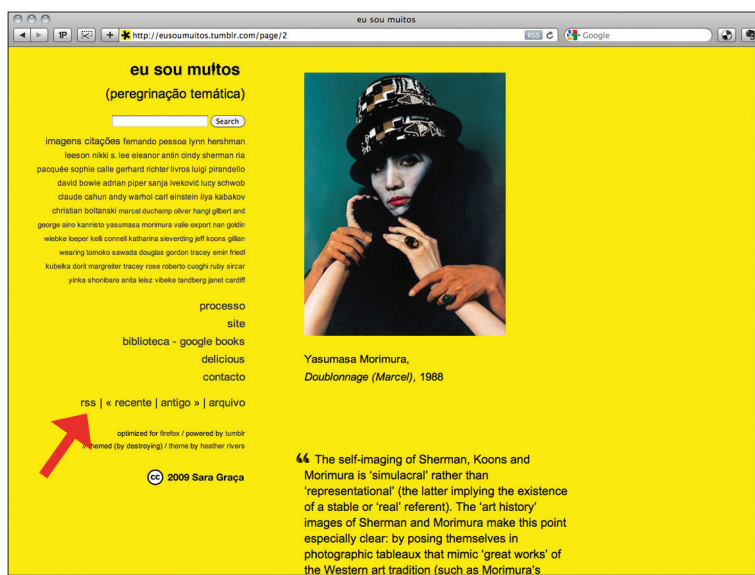 eu sou muitos
1P
+
http://eusoumuitos.tumblr.com/page/2
RSS
Google
eu sou muitos
(peregrinação temática)
Search
imagens citações fernando pessoa lynn hershman
leeson nikki s. lee eleanor antin cindy sherman ria
pacquée sophie calle gerhard richter livros luigi pirandello
david bowie adrian piper sanja iveković lucy schwob
claude cahun andy warhol carl einstein ilya kabakov
christian boltanski marcel duchamp oliver hangl gilbert and
george aino kannisto yasumasa morimura valie export nan goldin
wiebke loeper kelli connell katharina sieverding jeff koons gillian
wearing tomoko sawada douglas gordon tracey emin friedl
kubelka dorit margreiter tracey rose roberto cuoghi ruby sircar
yinka shonibare anita leisz vibeke tandberg janet cardiff
processo
site
biblioteca - google books
delicious
contacto
rss | « recente | antigo » | arquivo
optimized for firefox / powered by tumblr
(by destroying) / theme by heather rivers
cc 2009 Sara Graça
Yasumasa Morimura,
Doublonnage (Marcel), 1988
“ The self-imaging of Sherman, Koons and
Morimura is ‘simulacral’ rather than
‘representational’ (the latter implying the existence
of a stable or ‘real’ referent). The ‘art history’
images of Sherman and Morimura make this point
especially clear: by posing themselves in
photographic tableaux that mimic ‘great works’ of
the Western art tradition (such as Morimura’s